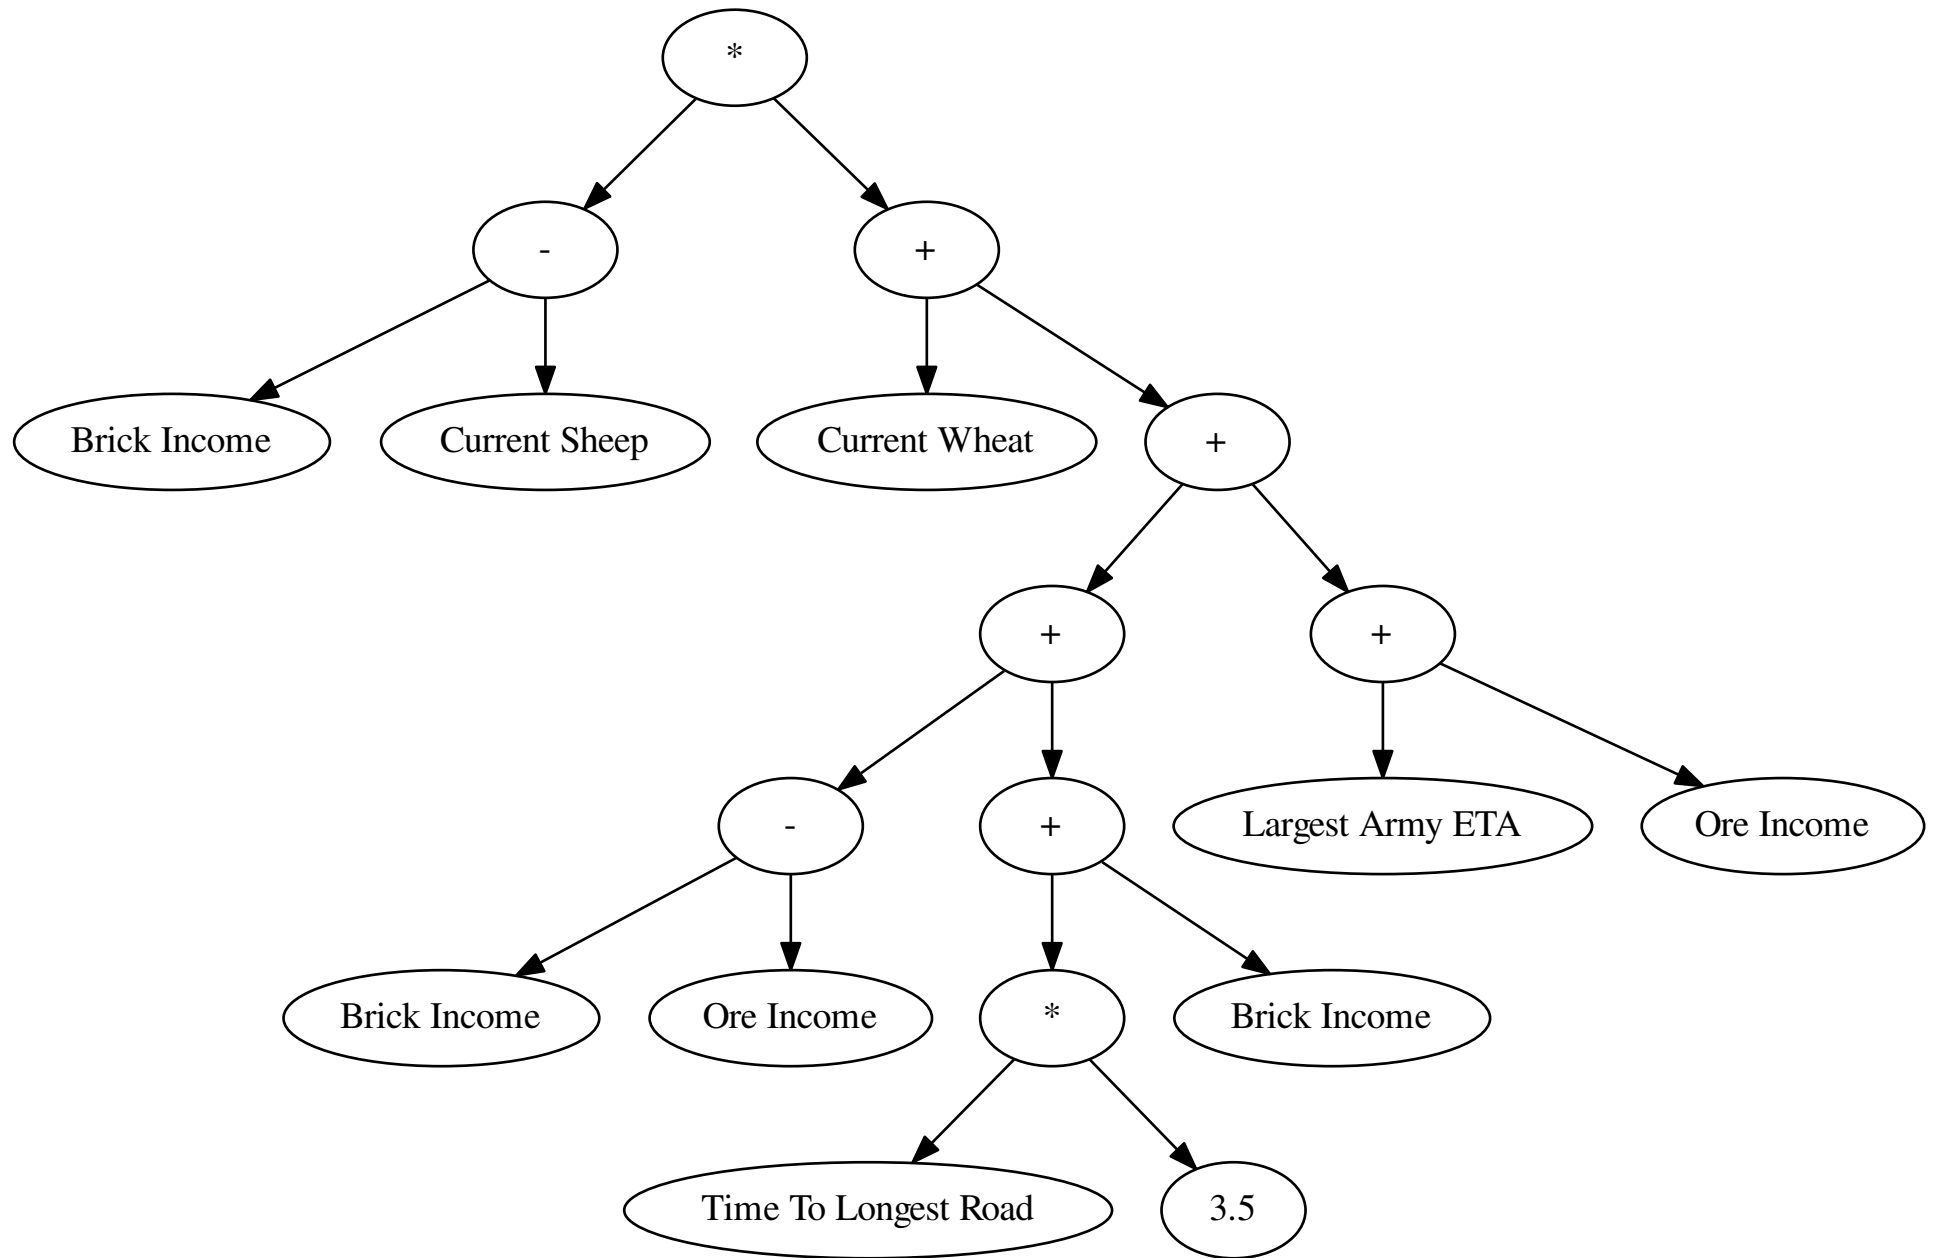 *
-
+
Brick Income
Current Sheep
Current Wheat
+
+
+
-
+
Largest Army ETA
Ore Income
Brick Income
Ore Income
*
Brick Income
Time To Longest Road
3.5